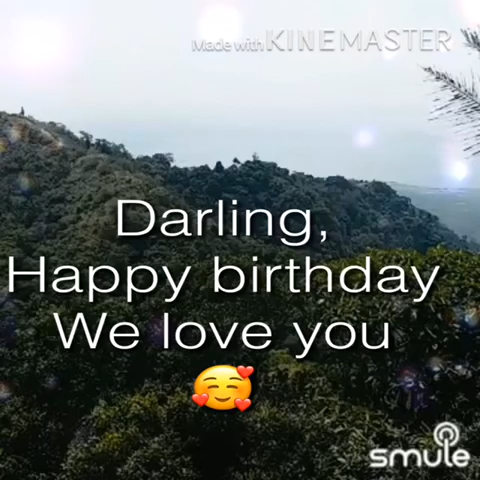 Made with KINEMASTER
Darling,
Happy birthday
We love you
🥰
smule